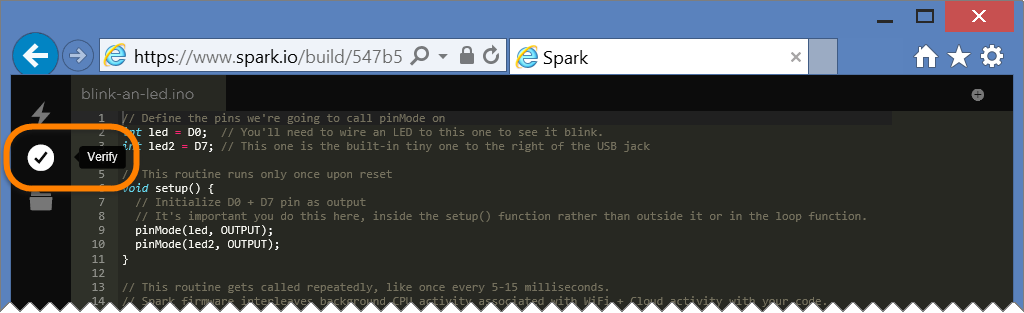 https://www.spark.io/build/547b5
Spark
blink-an-led.ino
1 // Define the pins we're going to call pinMode on
2 int led = D0; // You'll need to wire an LED to this one to see it blink.
3 int led2 = D7; // This one is the built-in tiny one to the right of the USB jack
Verify
5 // This routine runs only once upon reset
6 void setup() {
7 // Initialize D0 + D7 pin as output
8 // It's important you do this here, inside the setup() function rather than outside it or in the loop function.
9 pinMode(led, OUTPUT);
10 pinMode(led2, OUTPUT);
11 }
12
13 // This routine gets called repeatedly, like once every 5-15 milliseconds.
14 // Spark firmware interleaves background CPU activity associated with WiFi + Cloud activity with your code.